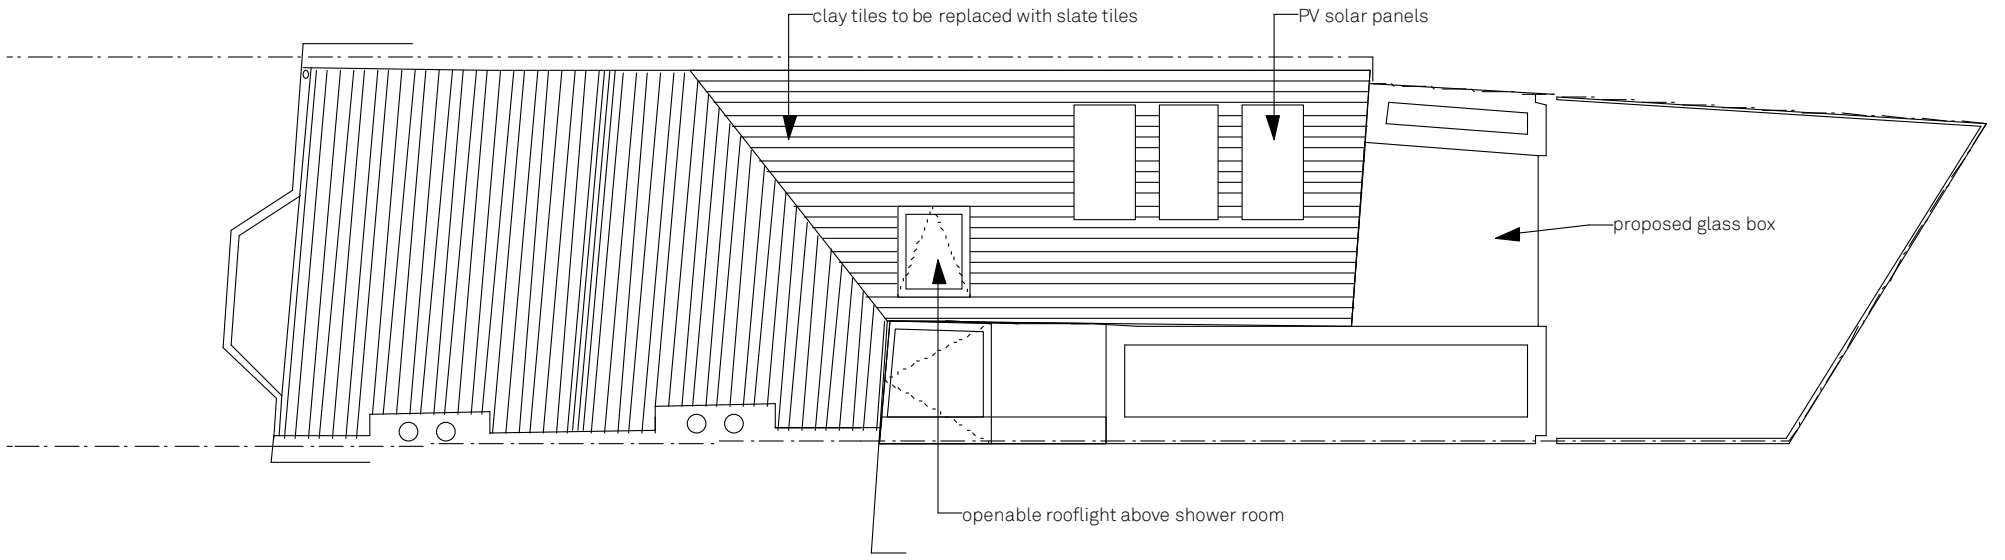 clay tiles to be replaced with slate tiles
PV solar panels
proposed glass box
openable rooflight above shower room